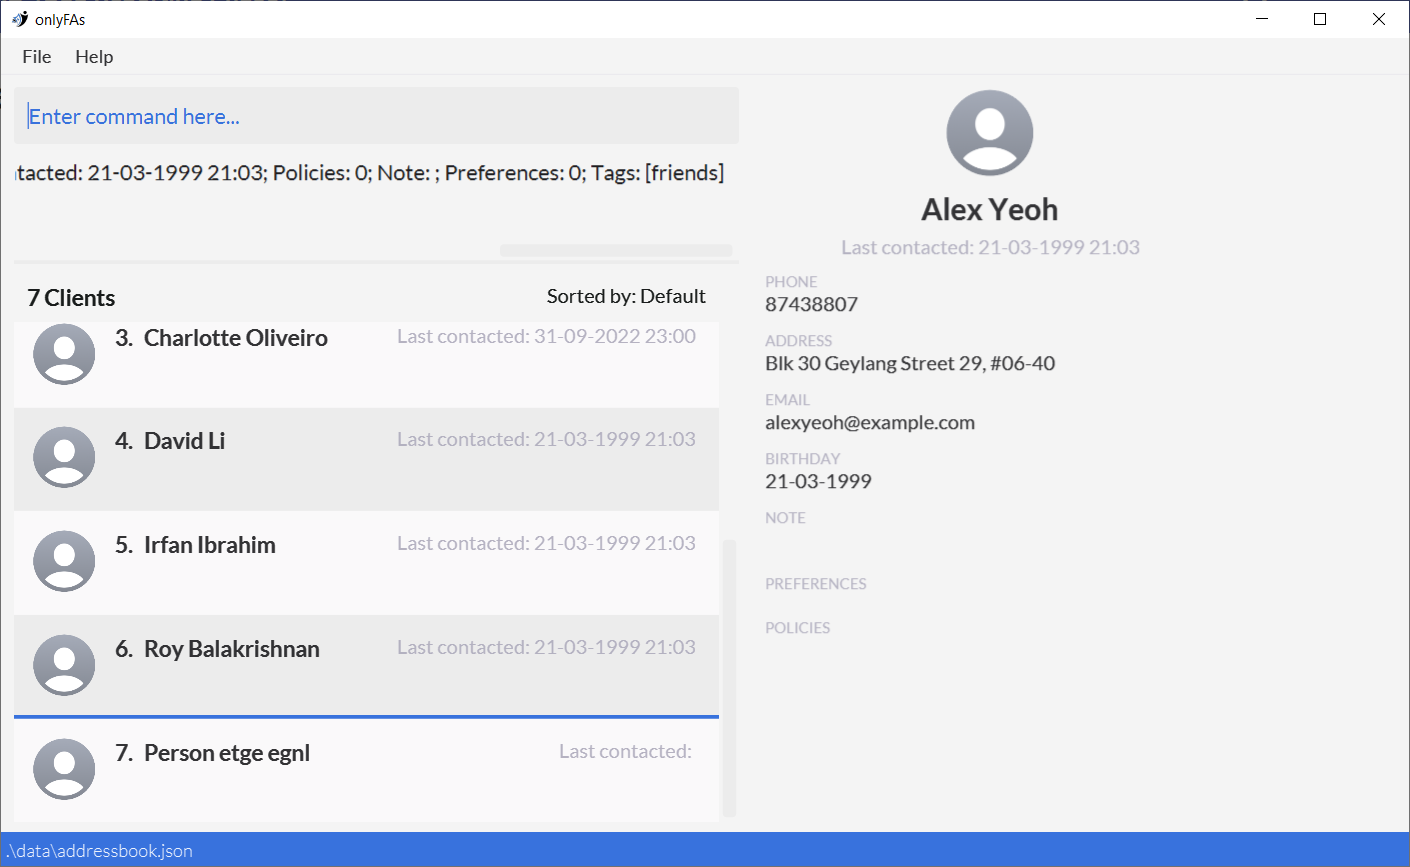 onlyFAs
File Help
Enter command here...
tacted: 21-03-1999 21:03; Policies: 0; Note: ; Preferences: 0; Tags: [friends]
7 Clients Sorted by: Default
3. Charlotte Oliveiro Last contacted: 31-09-2022 23:00
4. David Li Last contacted: 21-03-1999 21:03
5. Irfan Ibrahim Last contacted: 21-03-1999 21:03
6. Roy Balakrishnan Last contacted: 21-03-1999 21:03
7. Person etge egnl Last contacted:
Alex Yeoh
Last contacted: 21-03-1999 21:03
PHONE
87438807
ADDRESS
Blk 30 Geylang Street 29, #06-40
EMAIL
alexyeoh@example.com
BIRTHDAY
21-03-1999
NOTE
PREFERENCES
POLICIES
.\data\addressbook.json